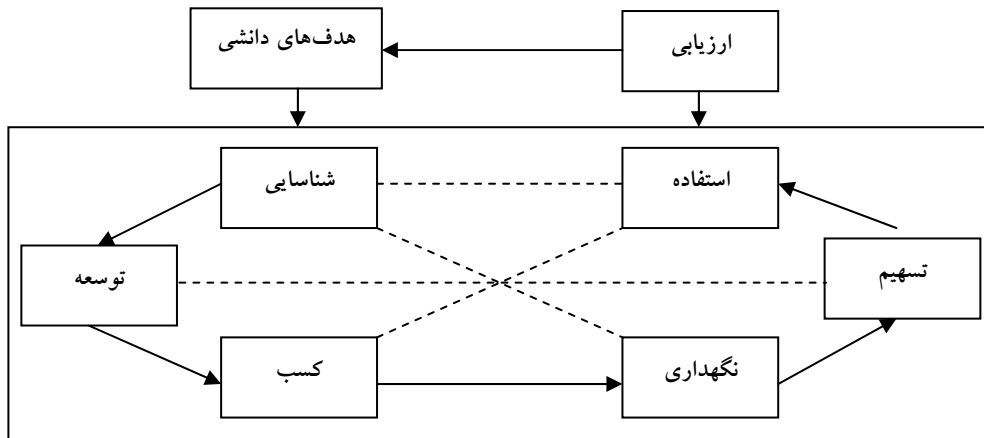 ارزیابی
هدف‌های دانشی
استفاده
شناسایی
تسهیم
توسعه
نگهداری
کسب